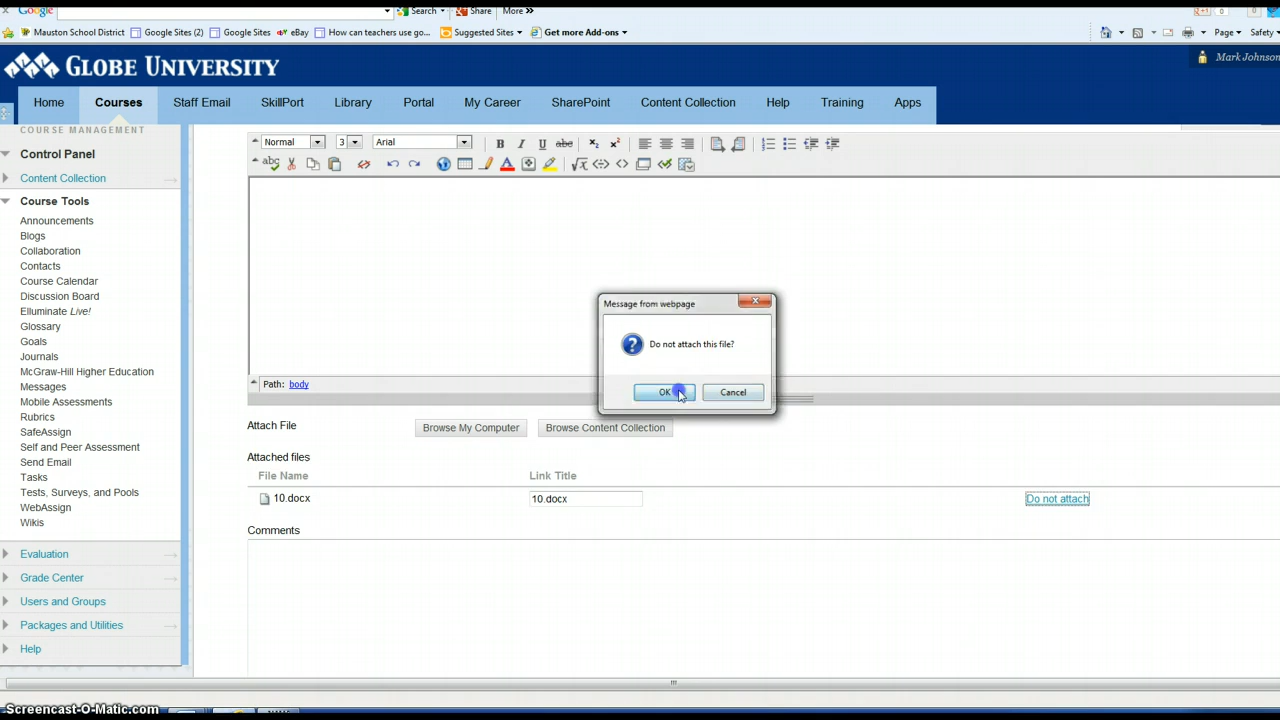 Google Search Share More »
Mauston School District Google Sites (2) Google Sites eBay How can teachers use go... Suggested Sites Get more Add-ons Page Safety
GLOBE UNIVERSITY
Mark Johnson
Home Courses Staff Email SkillPort Library Portal My Career SharePoint Content Collection Help Training Apps
COURSE MANAGEMENT
Control Panel
Content Collection
Course Tools
Announcements
Blogs
Collaboration
Contacts
Course Calendar
Discussion Board
Elluminate Live!
Glossary
Goals
Journals
McGraw-Hill Higher Education
Messages
Mobile Assessments
Rubrics
SafeAssign
Self and Peer Assessment
Send Email
Tasks
Tests, Surveys, and Pools
WebAssign
Wikis
Evaluation
Grade Center
Users and Groups
Packages and Utilities
Help
Normal 3 Arial B I U abc
abc
Message from webpage
Do not attach this file?
OK Cancel
Path: body
Attach File Browse My Computer Browse Content Collection
Attached files
File Name Link Title
10.docx 10.docx Do not attach
Comments
Screencast-O-Matic.com